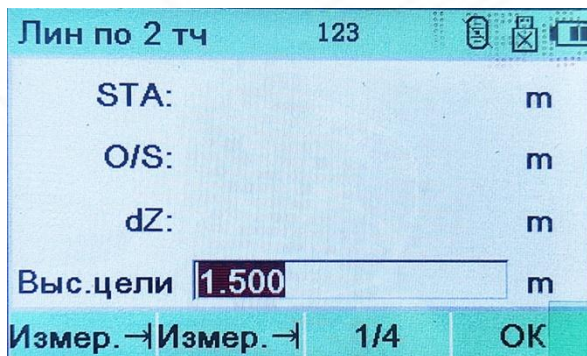 Лин по 2 тч 123
STA: m
O/S: m
dZ: m
Выс.цели 1.500 m
Измер.→| Измер.→| 1/4 OK